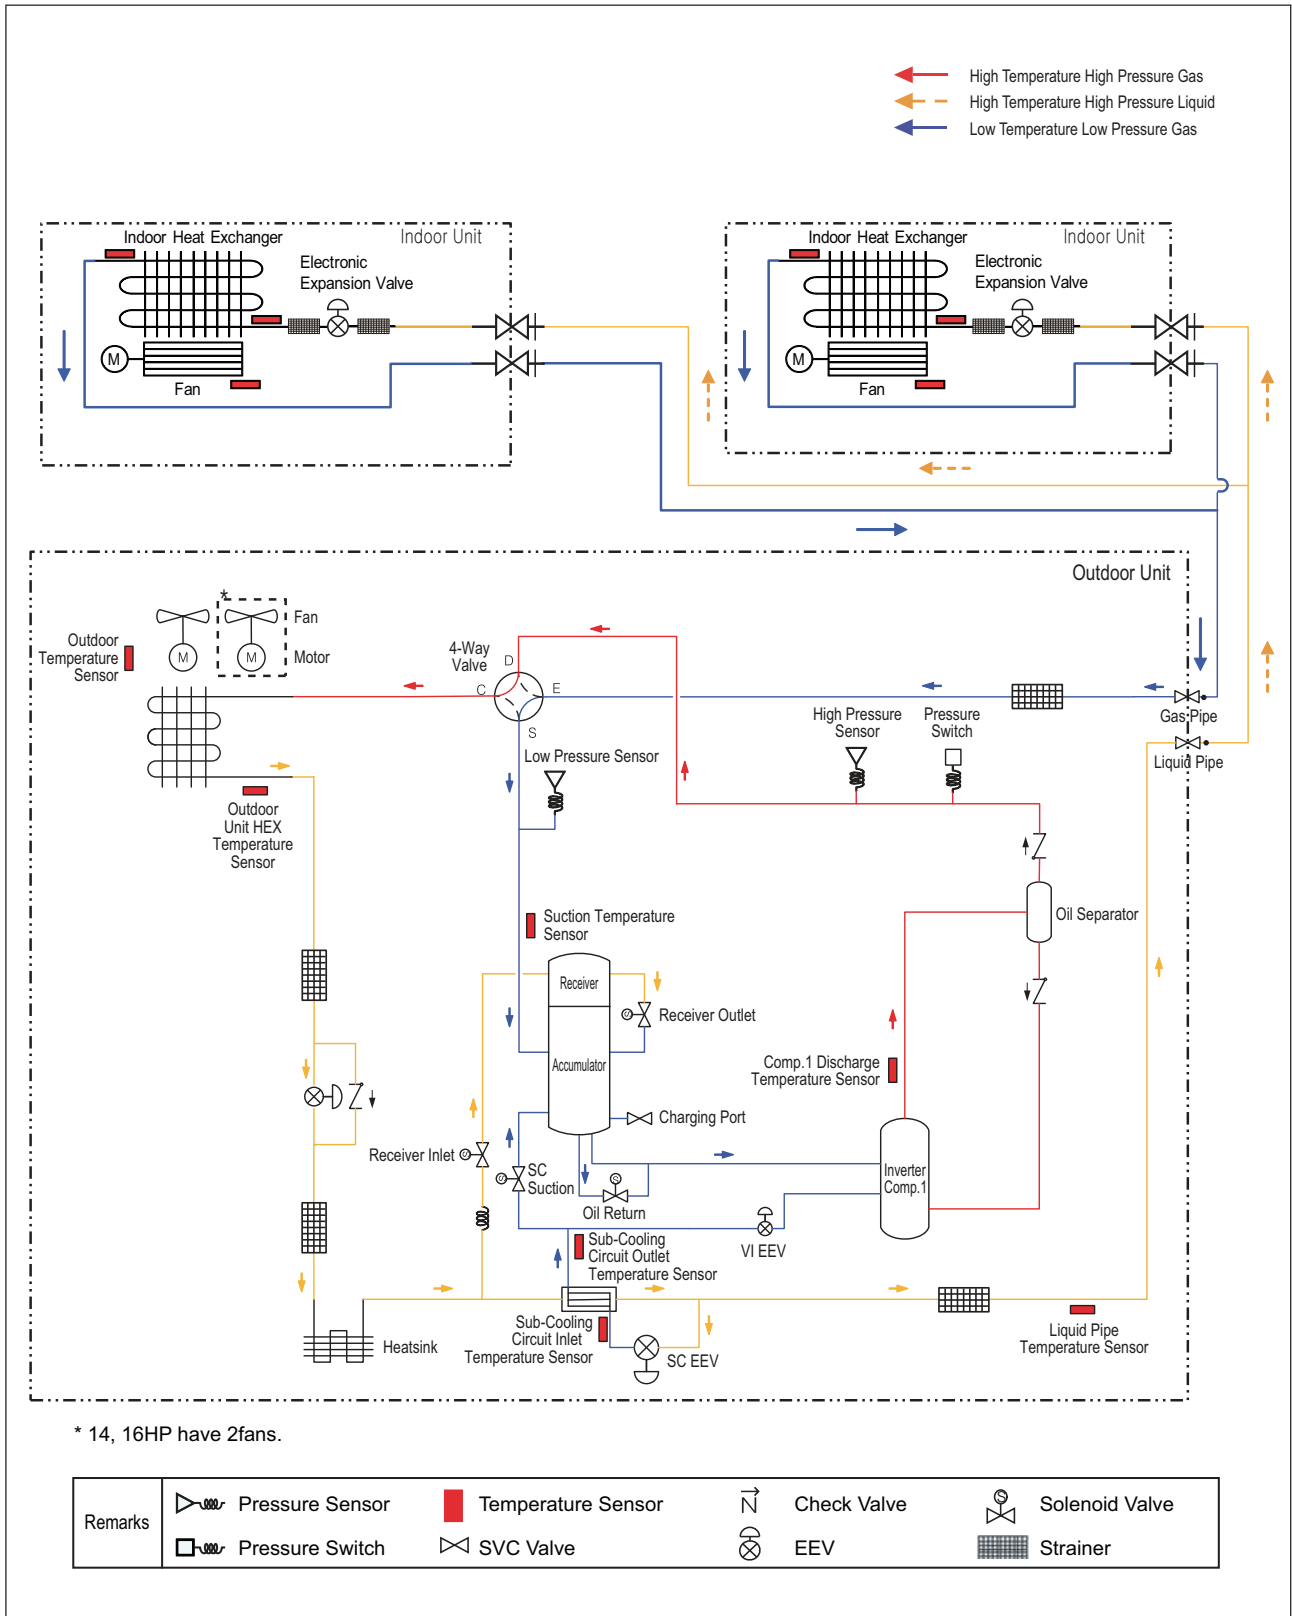 High Temperature High Pressure Gas
High Temperature High Pressure Liquid
Low Temperature Low Pressure Gas
Indoor Heat Exchanger
Indoor Unit
Electronic
Expansion Valve
M
Fan
Indoor Heat Exchanger
Indoor Unit
Electronic
Expansion Valve
M
Fan
Outdoor Unit
*
Fan
M
M
Motor
Outdoor
Temperature
Sensor
4-Way
Valve
D
C
E
S
Gas Pipe
Liquid Pipe
High Pressure
Sensor
Pressure
Switch
Low Pressure Sensor
Outdoor
Unit HEX
Temperature
Sensor
Oil Separator
Suction Temperature
Sensor
Receiver
S
Receiver Outlet
Accumulator
Comp.1 Discharge
Temperature Sensor
Charging Port
Receiver Inlet
S
S
SC
Suction
S
Oil Return
Inverter
Comp.1
VI EEV
Sub-Cooling
Circuit Outlet
Temperature Sensor
Heatsink
Sub-Cooling
Circuit Inlet
Temperature Sensor
SC EEV
Liquid Pipe
Temperature Sensor
* 14, 16HP have 2fans.
Remarks
Pressure Sensor
Temperature Sensor
Check Valve
S
Solenoid Valve
Pressure Switch
SVC Valve
EEV
Strainer